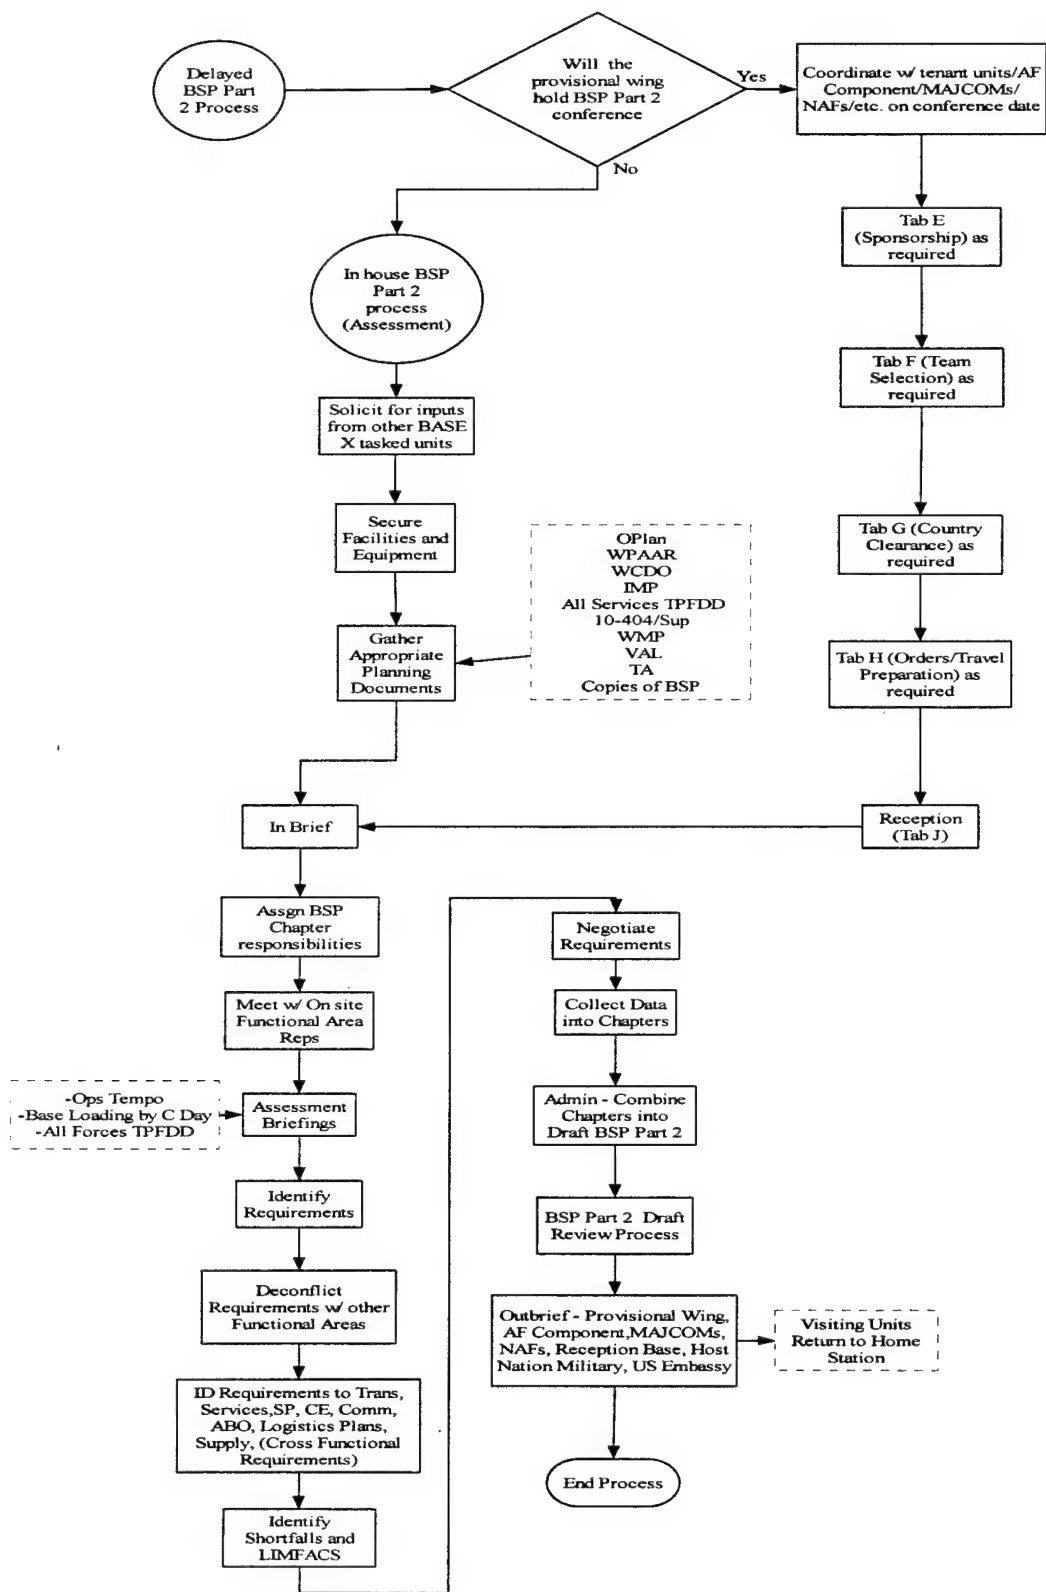 Delayed
BSP Part
2 Process
Will the
provisional wing
hold BSP Part 2
conference
Yes
No
Coordinate w/ tenant units/AF
Component/MAJCOMs/
NAFs/etc. on conference date
Tab E
(Sponsorship) as
required
Tab F (Team
Selection) as
required
Tab G (Country
Clearance) as
required
Tab H (Orders/Travel
Preparation) as
required
Reception
(Tab J)
In house BSP
Part 2
process
(Assessment)
Solicit for inputs
from other BASE
X tasked units
Secure
Facilities and
Equipment
Gather
Appropriate
Planning
Documents
OPlan
WPAAR
WCDO
IMP
All Services TPFDD
10-404/Sup
WMP
VAL
TA
Copies of BSP
In Brief
Assgn BSP
Chapter
responsibilities
Meet w/ On site
Functional Area
Reps
-Ops Tempo
-Base Loading by C Day
-All Forces TPFDD
Assessment
Briefings
Identify
Requirements
Deconflict
Requirements w/ other
Functional Areas
ID Requirements to Trans,
Services,SP, CE, Comm,
ABO, Logistics Plans,
Supply, (Cross Functional
Requirements)
Identify
Shortfalls and
LIMFACS
Negotiate
Requirements
Collect Data
into Chapters
Admin - Combine
Chapters into
Draft BSP Part 2
BSP Part 2 Draft
Review Process
Outbrief - Provisional Wing,
AF Component,MAJCOMs,
NAFs, Reception Base, Host
Nation Military, US Embassy
Visiting Units
Return to Home
Station
End Process